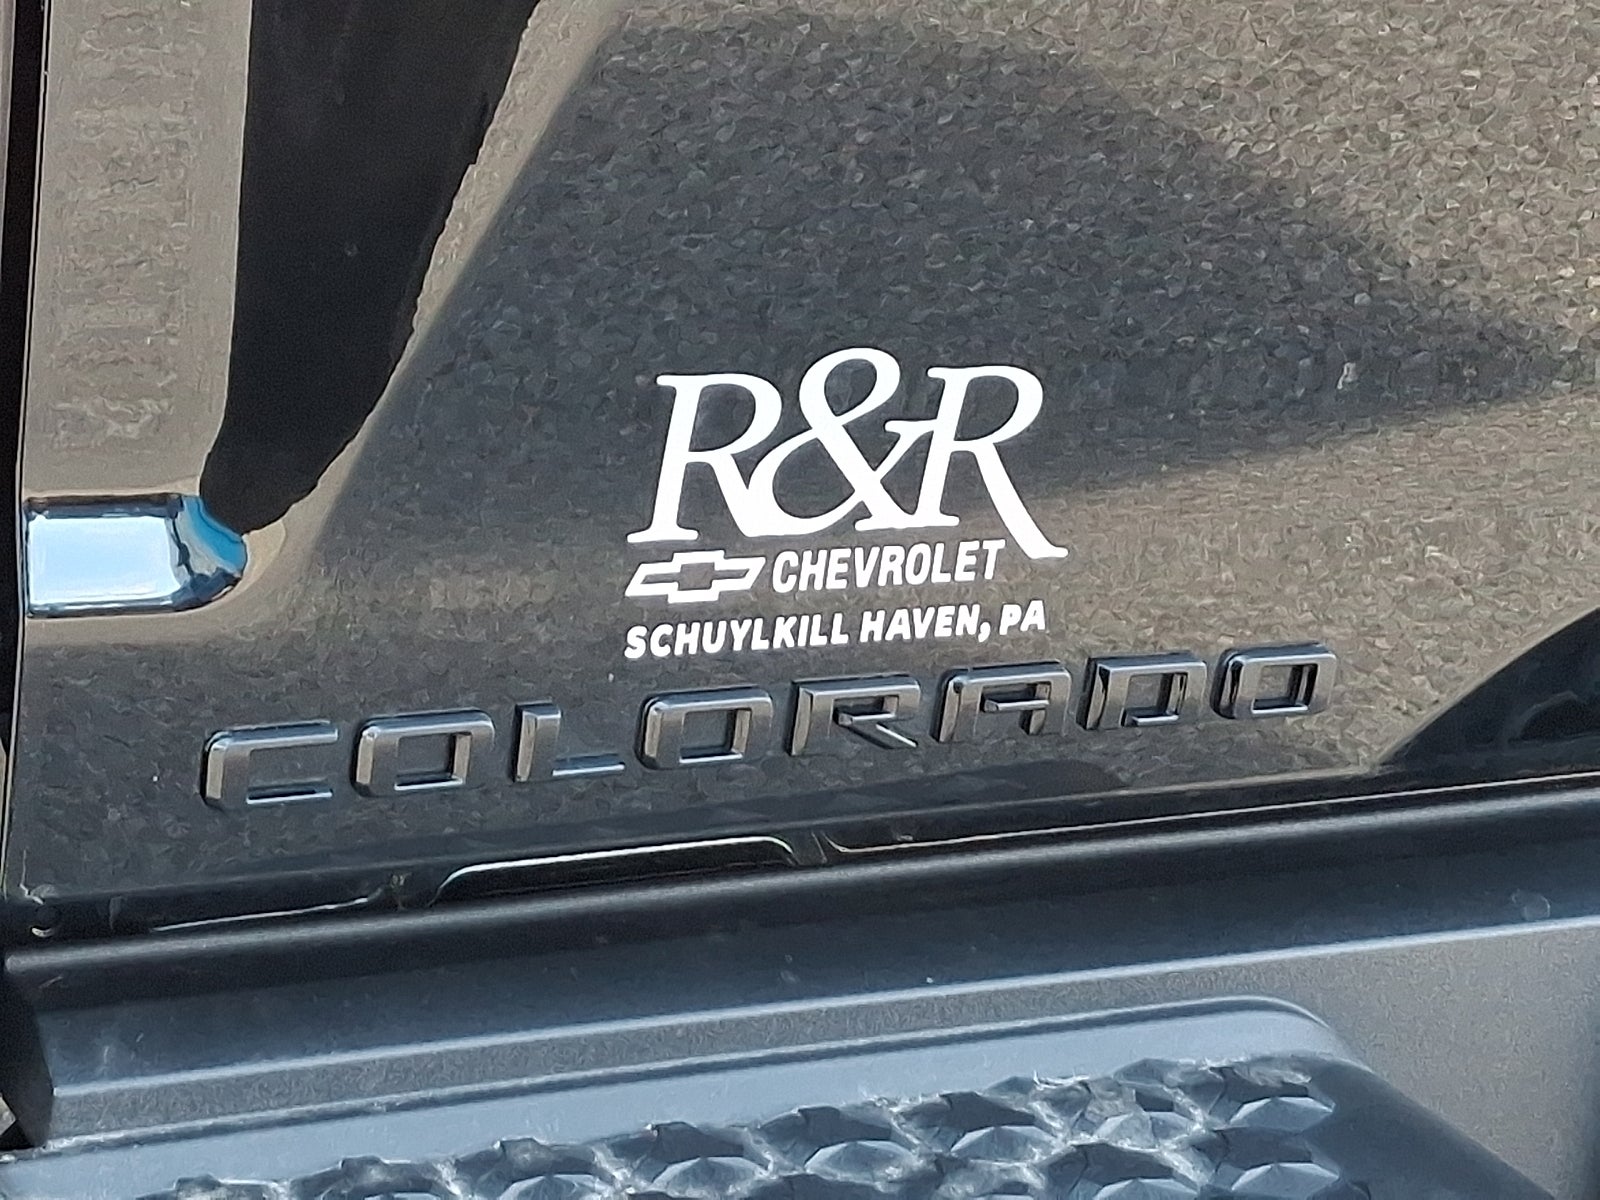 R&R
CHEVROLET
SCHUYLKILL HAVEN, PA
COLORADO